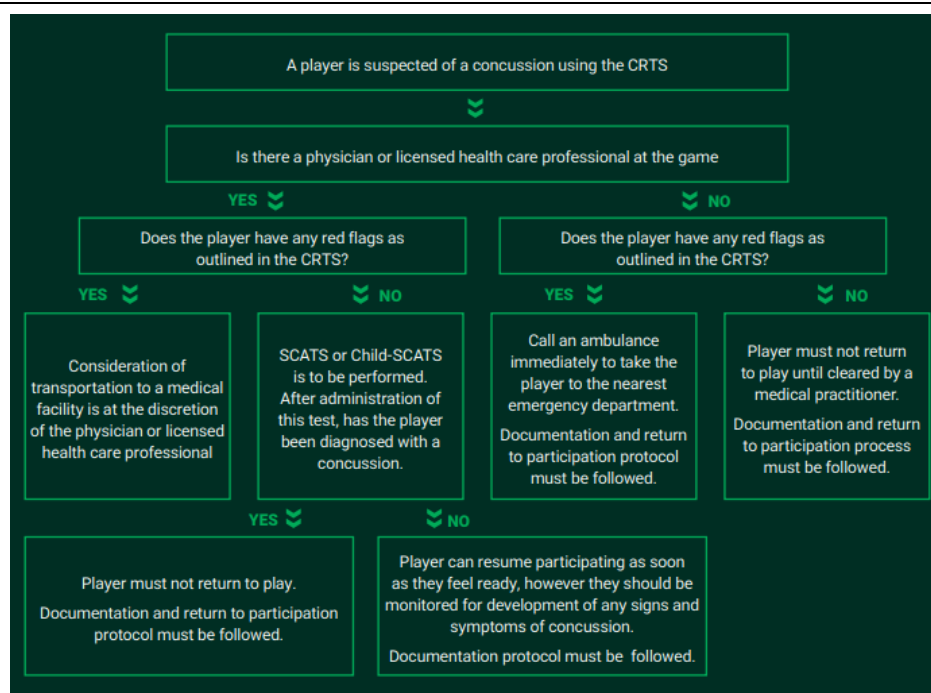 A player is suspected of a concussion using the CRTS
Is there a physician or licensed health care professional at the game
YES
NO
Does the player have any red flags as
outlined in the CRTS?
Does the player have any red flags as
outlined in the CRTS?
YES
NO
YES
NO
Consideration of
transportation to a medical
facility is at the discretion
of the physician or licensed
health care professional
SCATS or Child-SCATS
is to be performed.
After administration of
this test, has the player
been diagnosed with a
concussion.
Call an ambulance
immediately to take the
player to the nearest
emergency department.
Documentation and return
to participation protocol
must be followed.
Player must not return
to play until cleared by a
medical practitioner.
Documentation and return
to participation process
must be followed.
YES
NO
Player must not return to play.
Documentation and return to participation
protocol must be followed.
Player can resume participating as soon
as they feel ready, however they should be
monitored for development of any signs and
symptoms of concussion.
Documentation protocol must be followed.